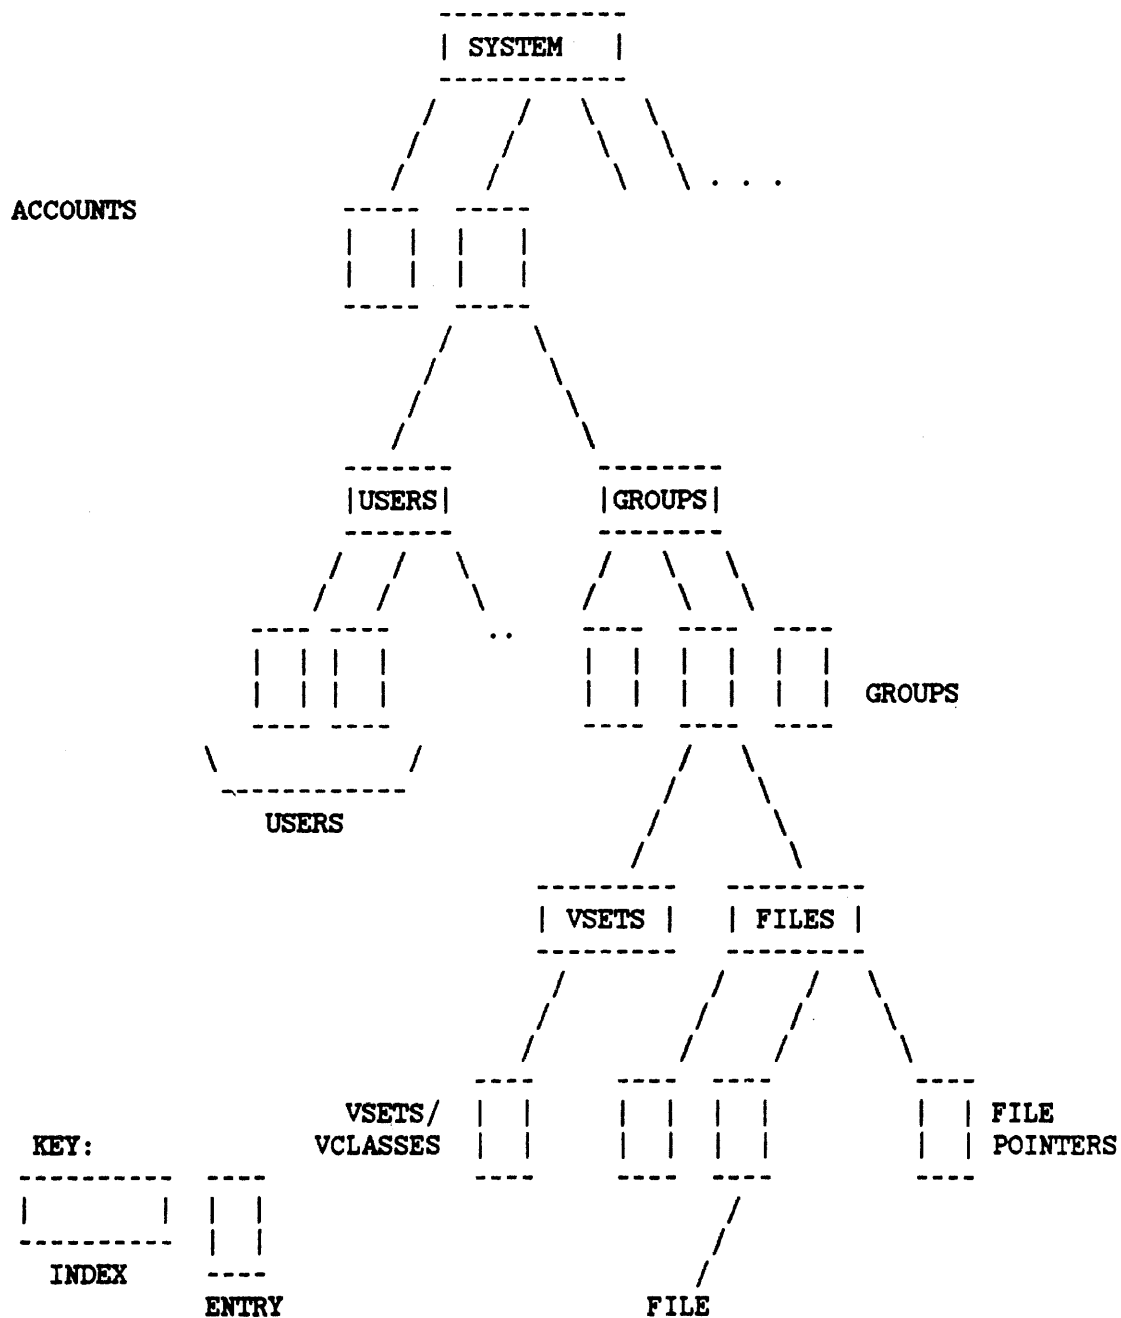 SYSTEM
. . .
ACCOUNTS
USERS
GROUPS
..
GROUPS
USERS
VSETS
FILES
VSETS/
VCLASSES
FILE
POINTERS
KEY:
INDEX
ENTRY
FILE